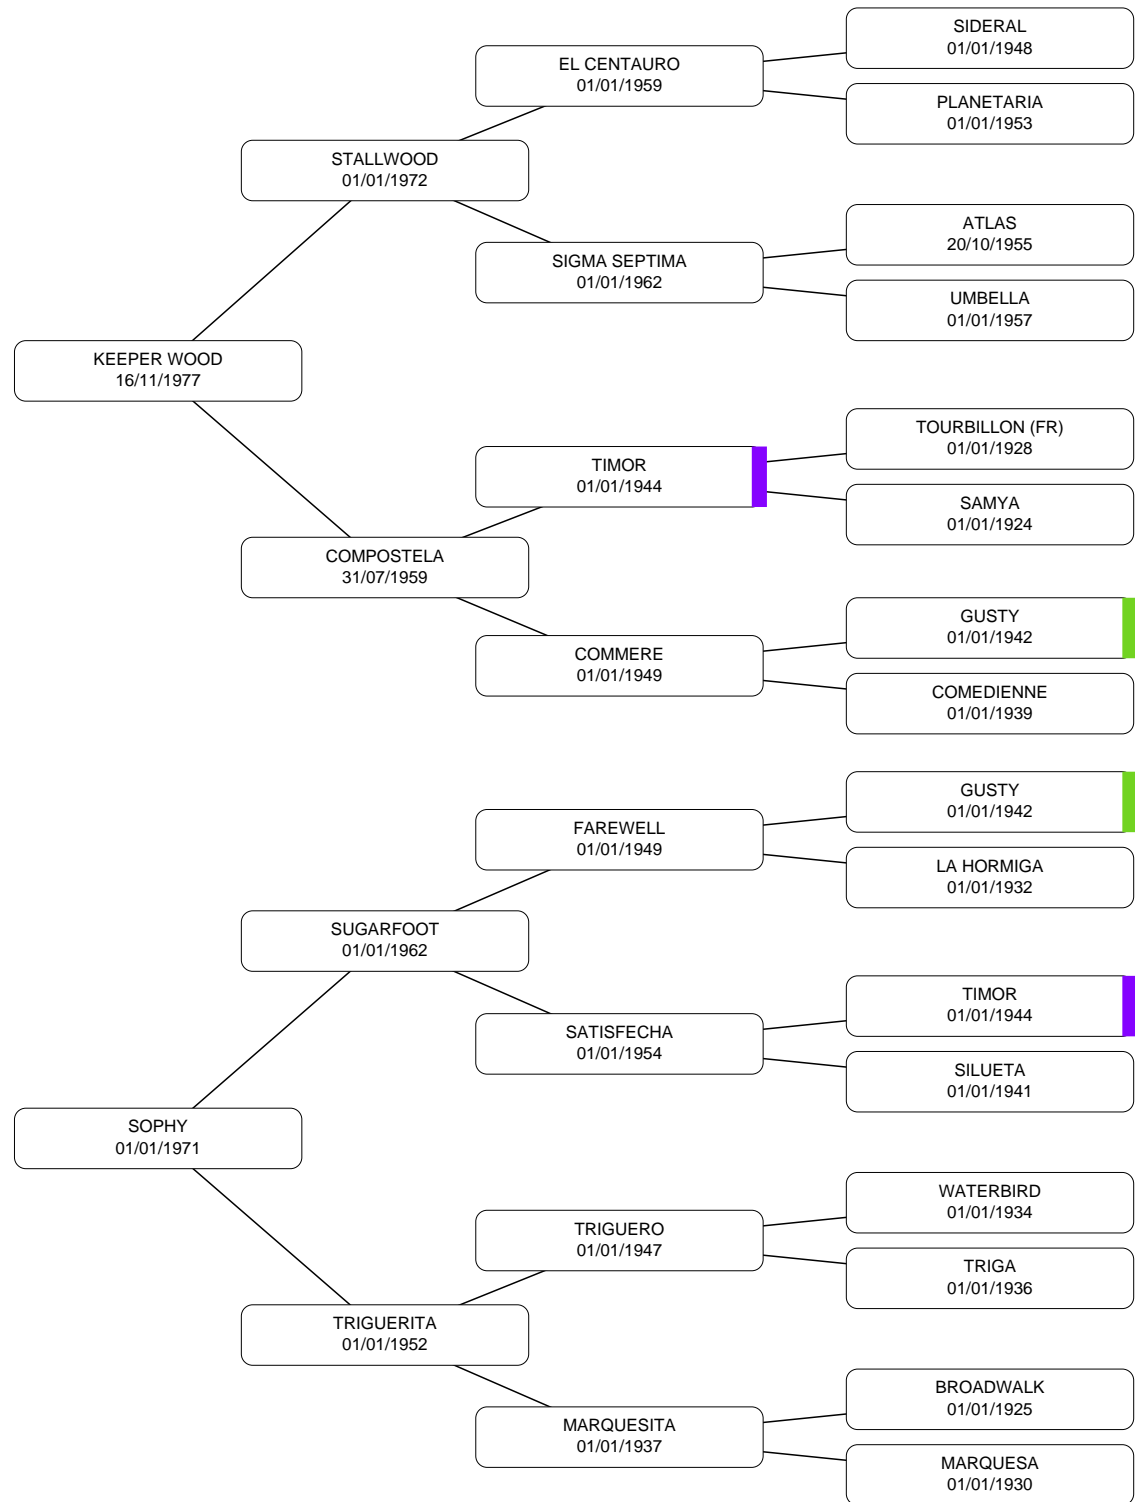 SIDERAL
01/01/1948
EL CENTAURO
01/01/1959
PLANETARIA
01/01/1953
STALLWOOD
01/01/1972
ATLAS
20/10/1955
SIGMA SEPTIMA
01/01/1962
UMBELLA
01/01/1957
KEEPER WOOD
16/11/1977
TOURBILLON (FR)
01/01/1928
TIMOR
01/01/1944
SAMYA
01/01/1924
COMPOSTELA
31/07/1959
GUSTY
01/01/1942
COMMERE
01/01/1949
COMEDIENNE
01/01/1939
GUSTY
01/01/1942
FAREWELL
01/01/1949
LA HORMIGA
01/01/1932
SUGARFOOT
01/01/1962
TIMOR
01/01/1944
SATISFECHA
01/01/1954
SILUETA
01/01/1941
SOPHY
01/01/1971
WATERBIRD
01/01/1934
TRIGUERO
01/01/1947
TRIGA
01/01/1936
TRIGUERITA
01/01/1952
BROADWALK
01/01/1925
MARQUESITA
01/01/1937
MARQUESA
01/01/1930